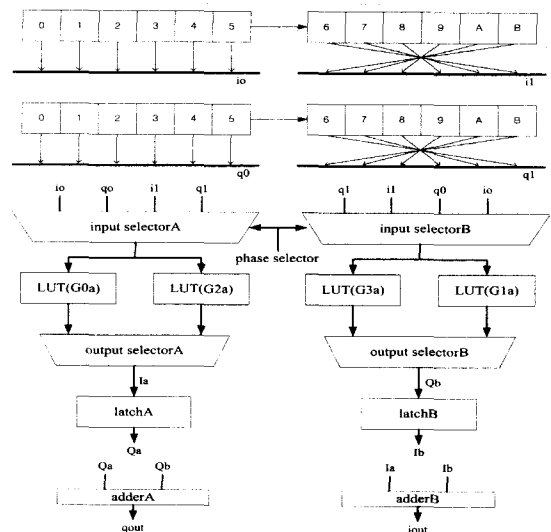 0 1 2 3 4 5 6 7 8 9 A B
io i1
0 1 2 3 4 5 6 7 8 9 A B
q0 q1
io qo i1 q1 q1 i1 q0 io
input selectorA input selectorB
phase selector
LUT(G0a) LUT(G2a) LUT(G3a) LUT(G1a)
output selectorA output selectorB
Ia Qb
latchA latchB
Qa Ib
Qa Qb Ia Ib
adderA adderB
qout iout